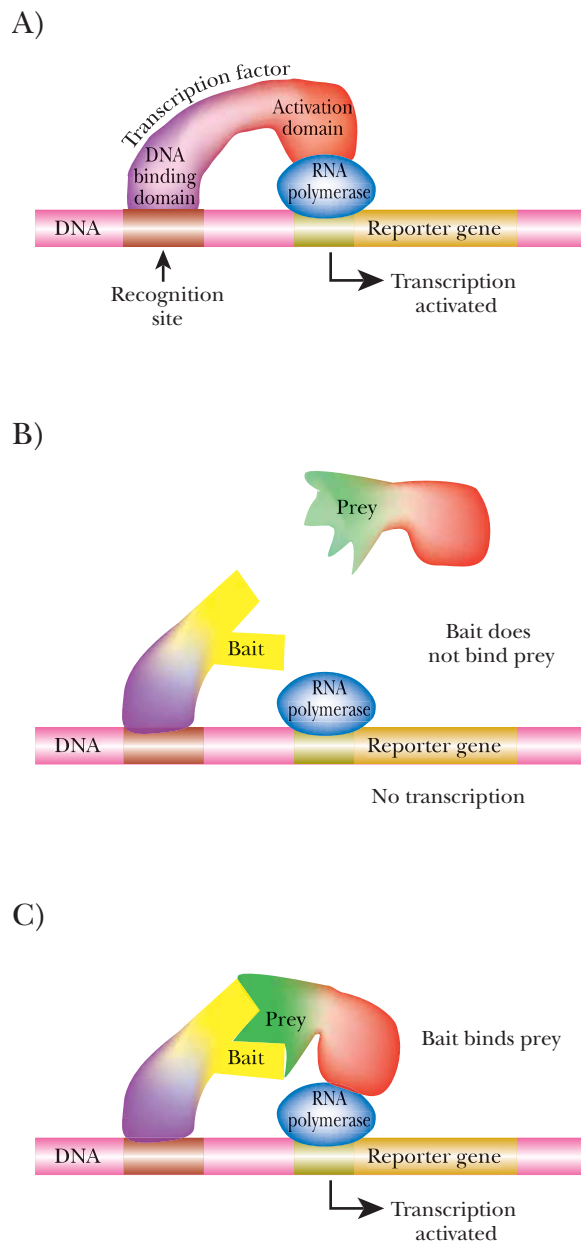 A)
Transcription factor
Activation
domain
DNA
binding
domain
RNA
polymerase
DNA
Reporter gene
Recognition
site
Transcription
activated
B)
Prey
Bait does
not bind prey
Bait
RNA
polymerase
DNA
Reporter gene
No transcription
C)
Prey
Bait binds prey
Bait
RNA
polymerase
DNA
Reporter gene
Transcription
activated